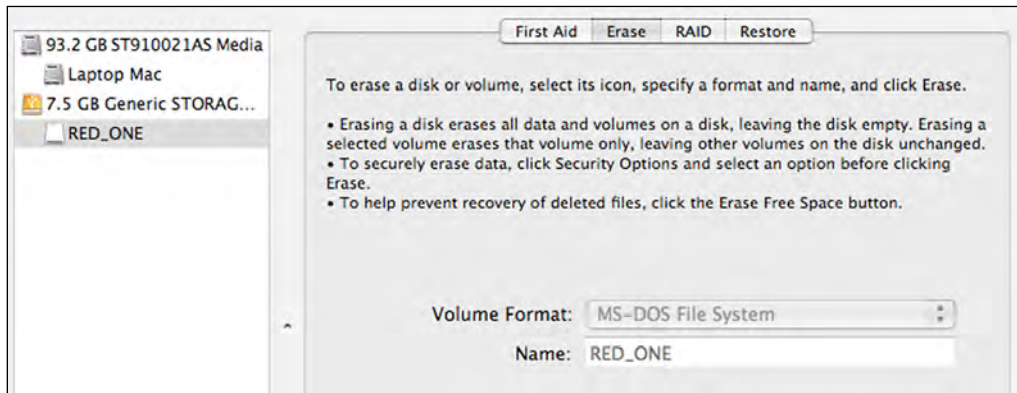 93.2 GB ST910021AS Media
Laptop Mac
7.5 GB Generic STORAG...
RED_ONE
First Aid Erase RAID Restore
To erase a disk or volume, select its icon, specify a format and name, and click Erase.
• Erasing a disk erases all data and volumes on a disk, leaving the disk empty. Erasing a
selected volume erases that volume only, leaving other volumes on the disk unchanged.
• To securely erase data, click Security Options and select an option before clicking
Erase.
• To help prevent recovery of deleted files, click the Erase Free Space button.
Volume Format: MS-DOS File System
Name: RED_ONE